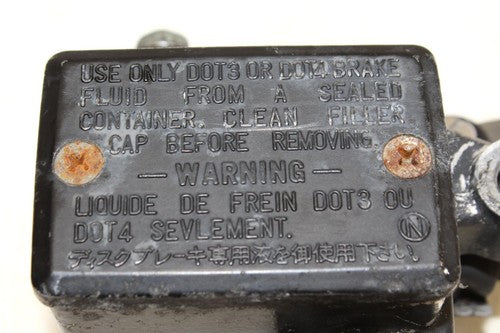 USE ONLY DOT3 OR DOT4 BRAKE
FLUID FROM A SEALED
CONTAINER. CLEAN FILLER
CAP BEFORE REMOVING.
— WARNING —
LIQUIDE DE FREIN DOT3 OU
DOT4 SEVLEMENT.
N
ディスクブレーキ専用液を御使用下さい。